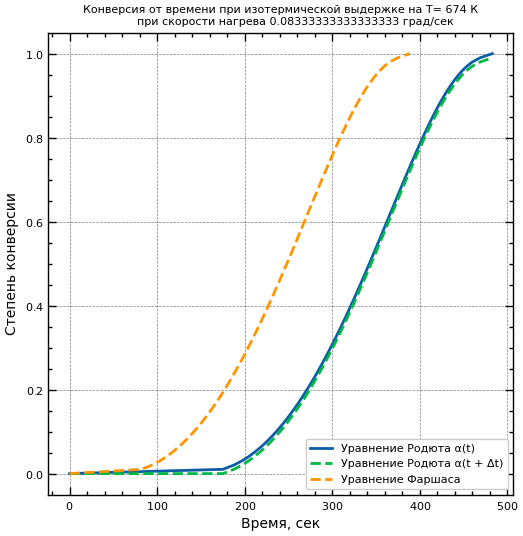 Конверсия от времени при изотермической выдержке на T= 674 K
при скорости нагрева 0.08333333333333333 град/сек
Степень конверсии
1.0
0.8
0.6
0.4
0.2
0.0
Уравнение Родюта α(t)
Уравнение Родюта α(t + Δt)
Уравнение Фаршаса
0
100
200
300
400
500
Время, сек